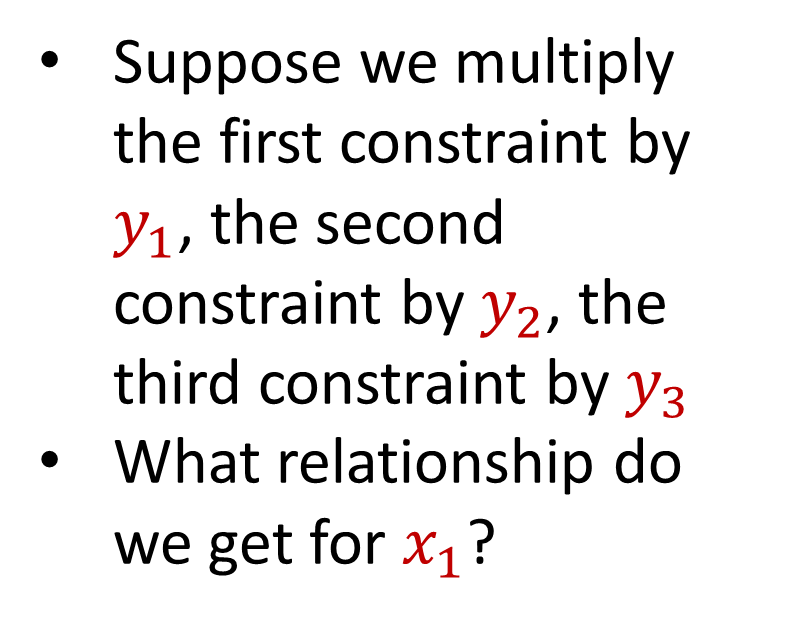 • Suppose we multiply
the first constraint by
y₁, the second
constraint by y₂, the
third constraint by y₃
• What relationship do
we get for x₁?